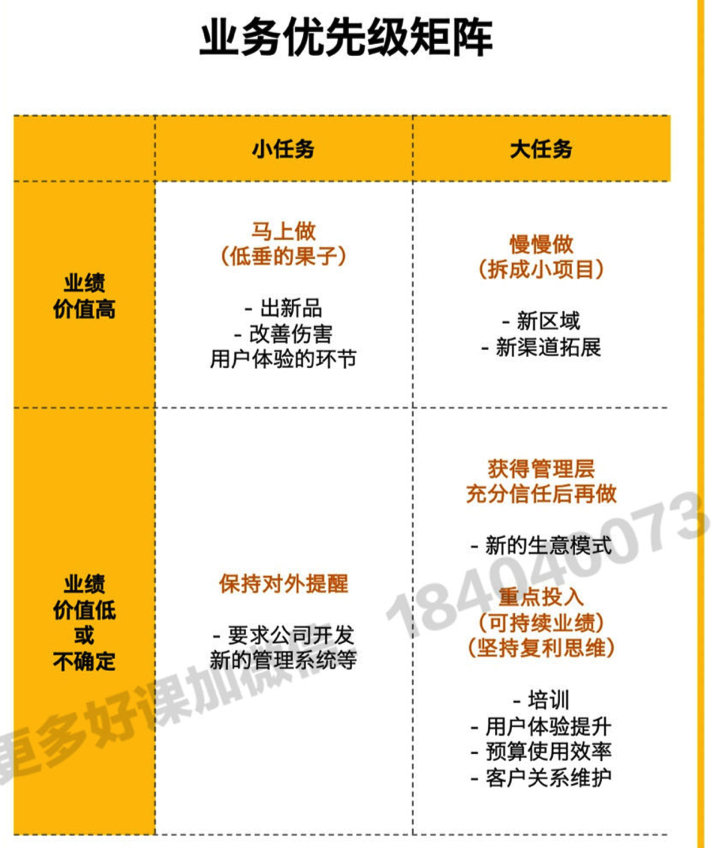 业务优先级矩阵
小任务
大任务
业绩
价值高
马上做
（低垂的果子）
- 出新品
- 改善伤害
用户体验的环节
慢慢做
（拆成小项目）
- 新区域
- 新渠道拓展
业绩
价值低
或
不确定
保持对外提醒
- 要求公司开发
新的管理系统等
获得管理层
充分信任后再做
- 新的生意模式
重点投入
（可持续业绩）
（坚持复利思维）
- 培训
- 用户体验提升
- 预算使用效率
- 客户关系维护
更多好课加微信：184040073